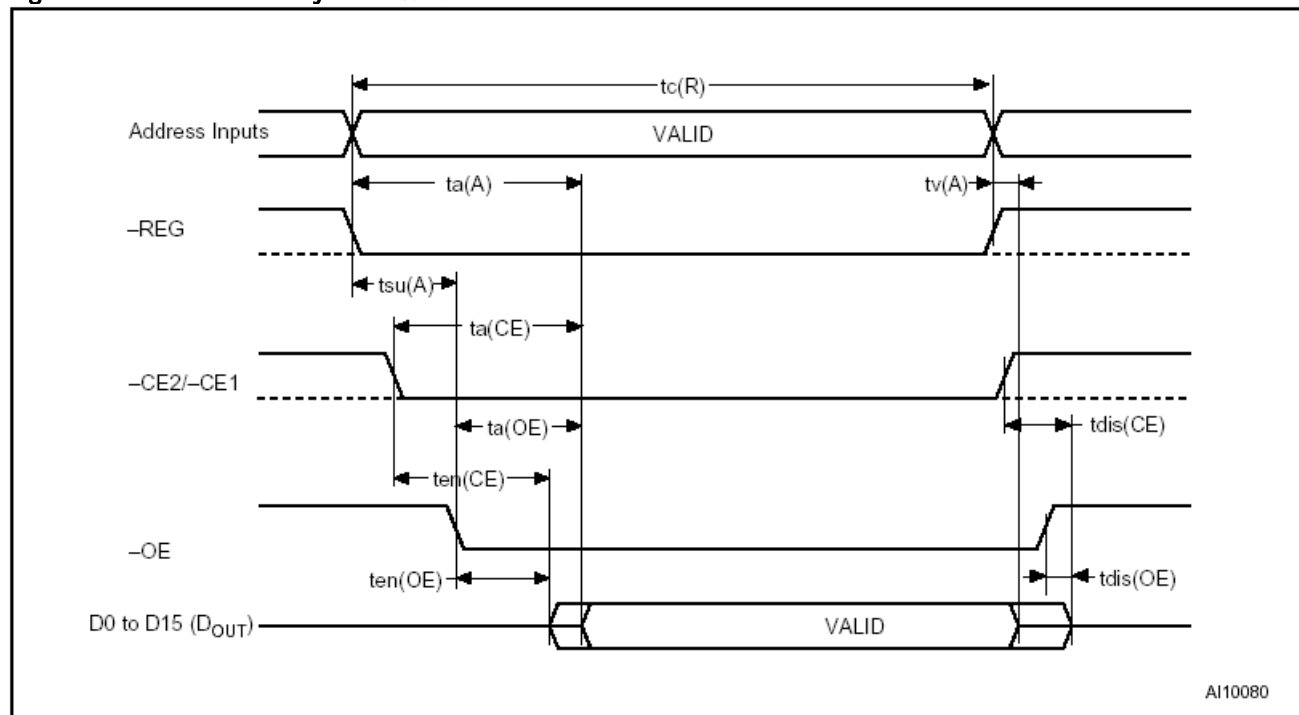 tc(R)
Address Inputs
VALID
ta(A)
tv(A)
–REG
tsu(A)
ta(CE)
–CE2/–CE1
ta(OE)
tdis(CE)
ten(CE)
–OE
ten(OE)
tdis(OE)
D0 to D15 (DOUT)
VALID
AI10080